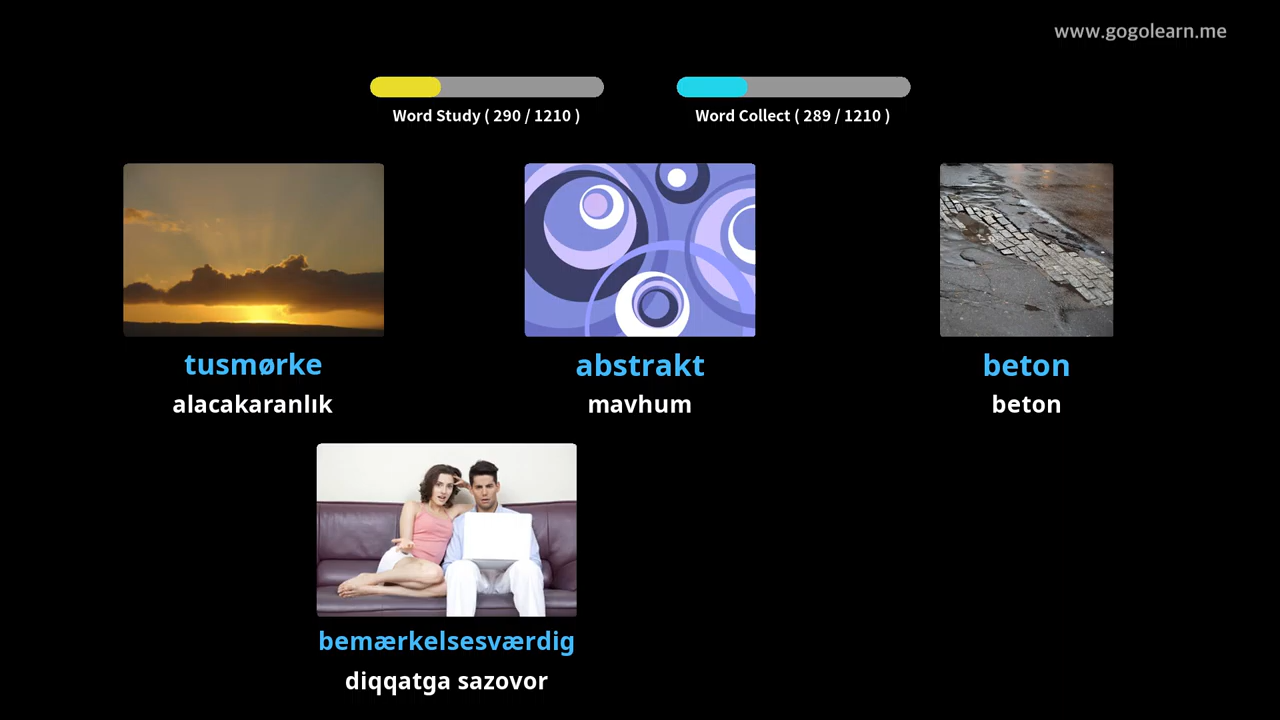 www.gogolearn.me
Word Study ( 290 / 1210 )
Word Collect ( 289 / 1210 )
tusmørke
alacakaranlık
abstrakt
mavhum
beton
beton
bemærkelsesværdig
diqqatga sazovor